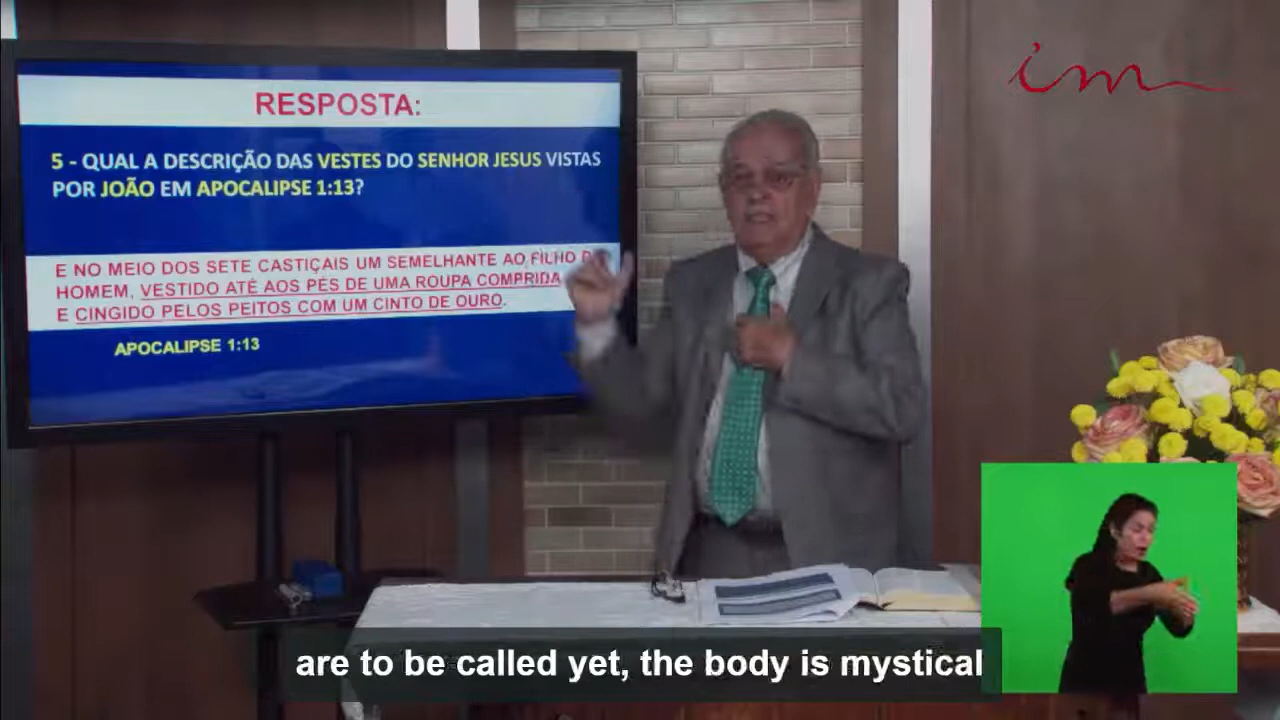 im
RESPOSTA:
5 - QUAL A DESCRIÇÃO DAS VESTES DO SENHOR JESUS VISTAS
POR JOÃO EM APOCALIPSE 1:13?
E NO MEIO DOS SETE CASTIÇAIS UM SEMELHANTE AO FILHO
HOMEM, VESTIDO ATÉ AOS PÉS DE UMA ROUPA COMPRIDA
E CINGIDO PELOS PEITOS COM UM CINTO DE OURO.
APOCALIPSE 1:13
are to be called yet, the body is mystical